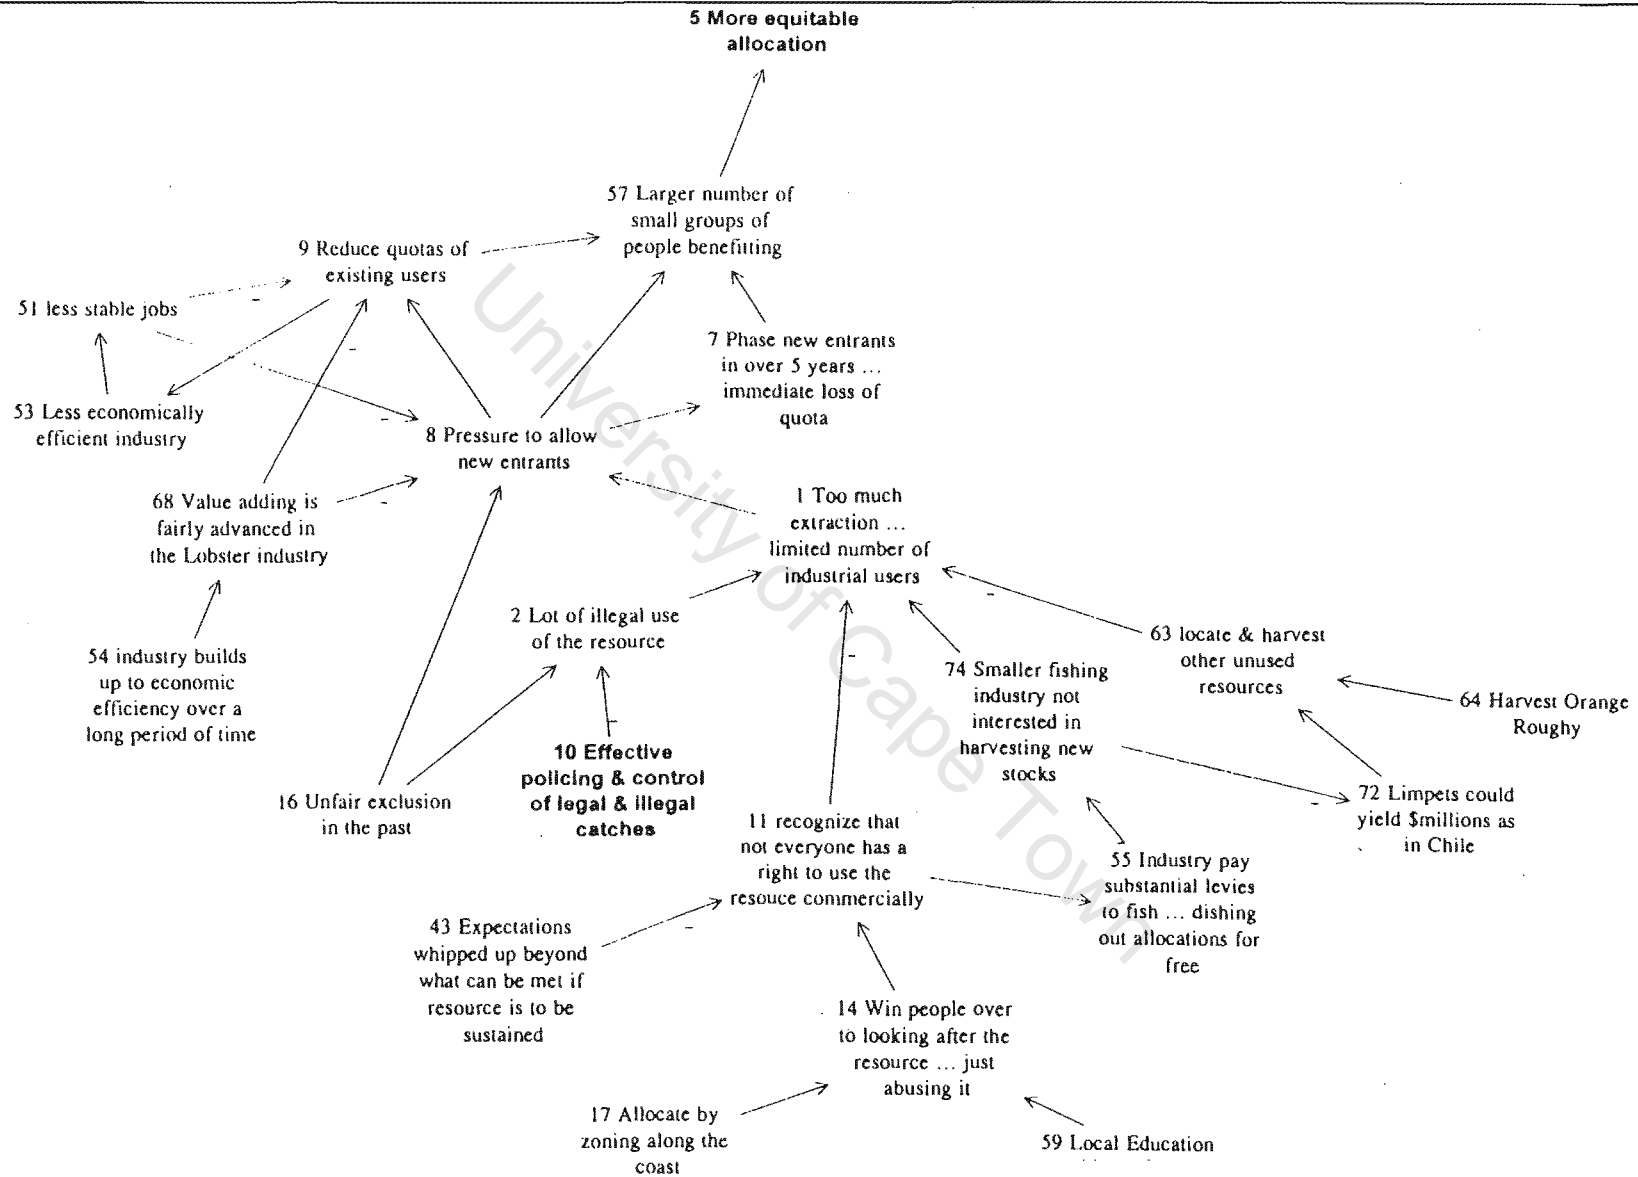 5 More equitable
allocation
57 Larger number of
small groups of
people benefitting
9 Reduce quotas of
existing users
51 less stable jobs
7 Phase new entrants
in over 5 years ...
immediate loss of
quota
53 Less economically
efficient industry
8 Pressure to allow
new entrants
68 Value adding is
fairly advanced in
the Lobster industry
1 Too much
extraction ...
limited number of
industrial users
2 Lot of illegal use
of the resource
54 industry builds
up to economic
efficiency over a
long period of time
63 locate & harvest
other unused
resources
74 Smaller fishing
industry not
interested in
harvesting new
stocks
64 Harvest Orange
Roughy
10 Effective
policing & control
of legal & illegal
catches
16 Unfair exclusion
in the past
72 Limpets could
yield $millions as
in Chile
11 recognize that
not everyone has a
right to use the
resouce commercially
55 Industry pay
substantial levies
to fish ... dishing
out allocations for
free
43 Expectations
whipped up beyond
what can be met if
resource is to be
sustained
14 Win people over
to looking after the
resource ... just
abusing it
17 Allocate by
zoning along the
coast
59 Local Education
University of Cape Town